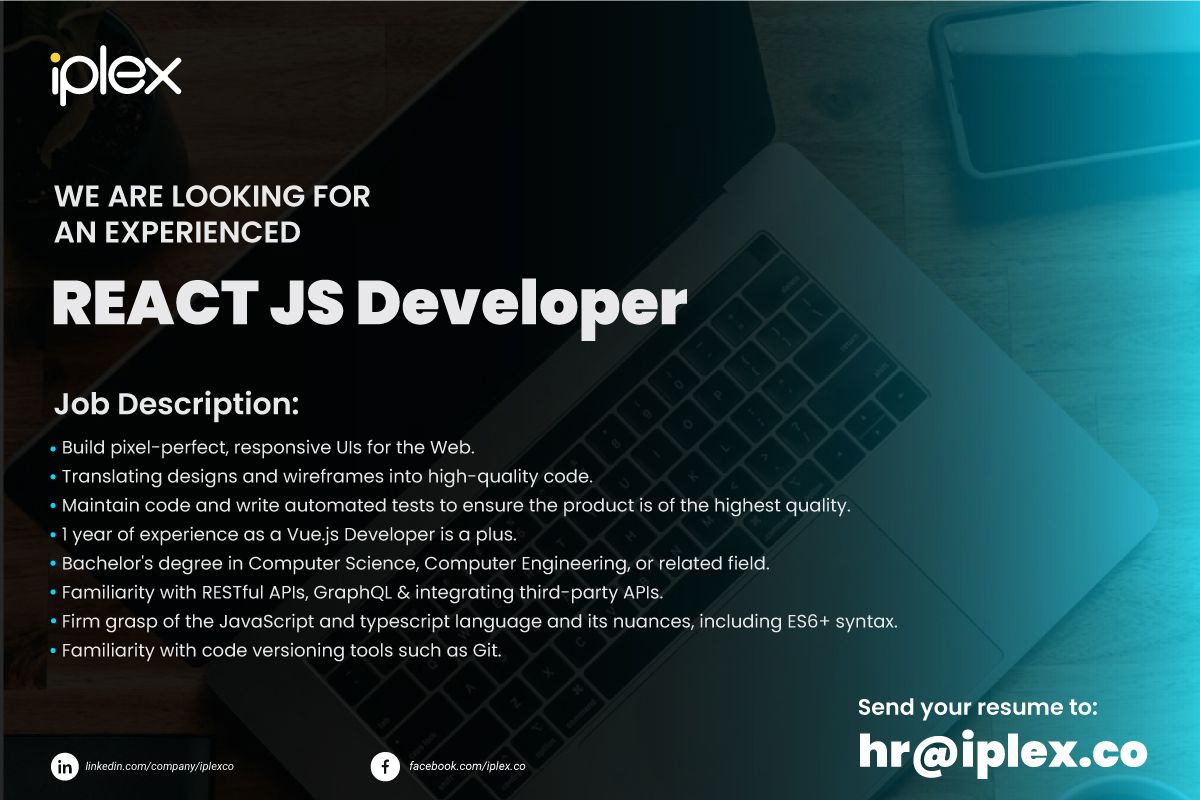 iplex
WE ARE LOOKING FOR
AN EXPERIENCED
REACT JS Developer
Job Description:
• Build pixel-perfect, responsive UIs for the Web.
• Translating designs and wireframes into high-quality code.
• Maintain code and write automated tests to ensure the product is of the highest quality.
• 1 year of experience as a Vue.js Developer is a plus.
• Bachelor's degree in Computer Science, Computer Engineering, or related field.
• Familiarity with RESTful APIs, GraphQL & integrating third-party APIs.
• Firm grasp of the JavaScript and typescript language and its nuances, including ES6+ syntax.
• Familiarity with code versioning tools such as Git.
Send your resume to:
hr@iplex.co
in linkedin.com/company/iplexco
f facebook.com/iplex.co